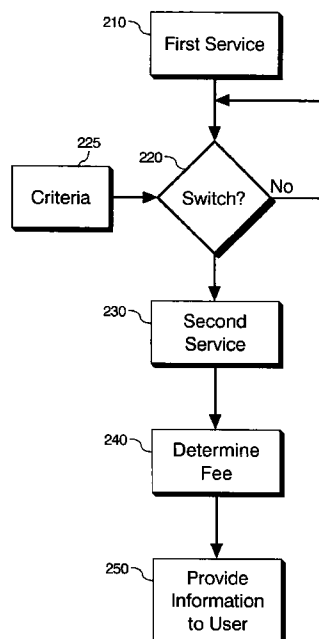 210
First Service
225
220
Criteria
Switch?
No
230
Second
Service
240
Determine
Fee
250
Provide
Information
to User